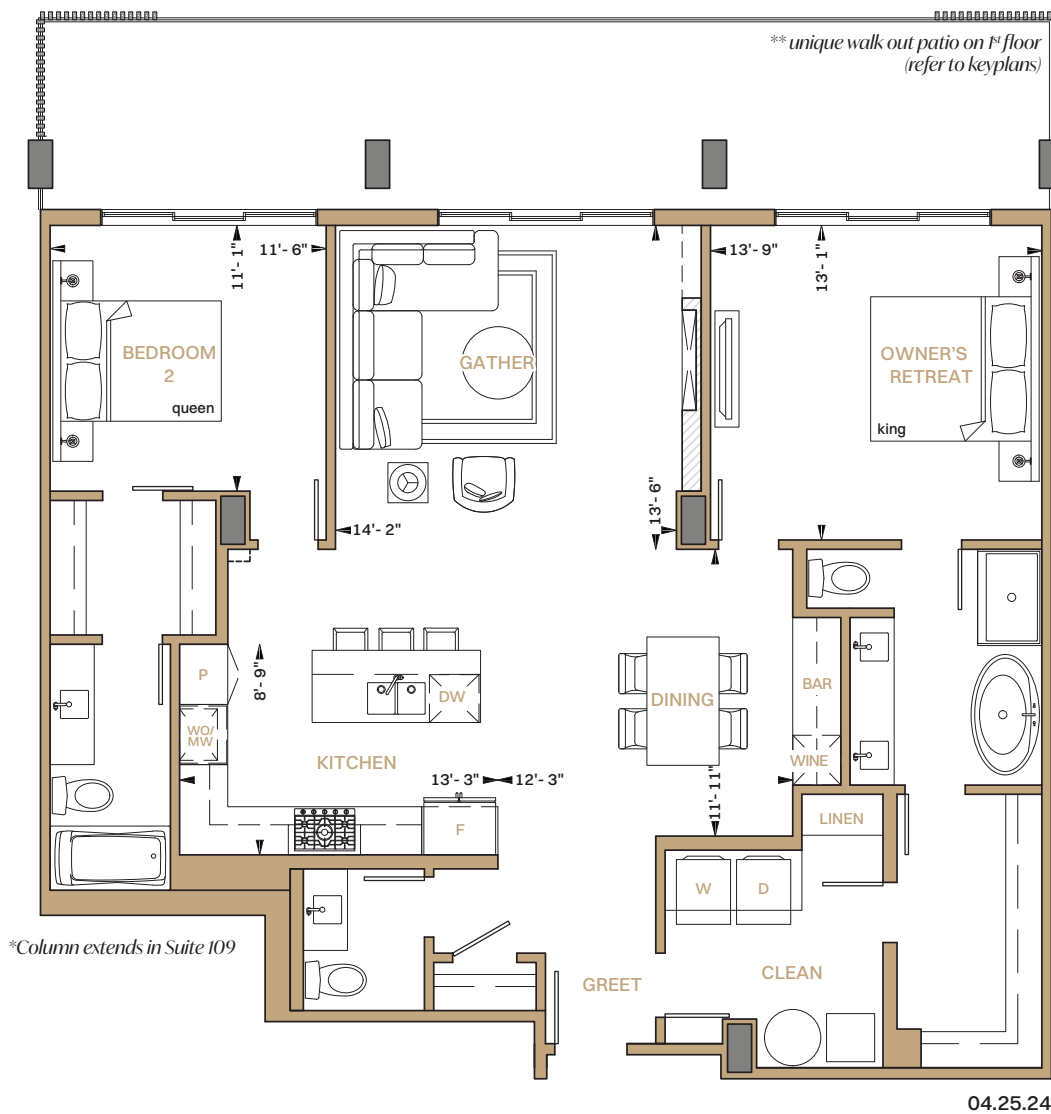 ** unique walk out patio on 1st floor
(refer to keyplans)
11'- 1"
11'- 6"
13'- 9"
13'- 1"
BEDROOM
2
queen
GATHER
OWNER'S
RETREAT
king
14'- 2"
13'- 6"
P
8'- 9"
WO/
MW
DW
KITCHEN
DINING
BAR
WINE
13'- 3"
12'- 3"
11'- 11"
F
LINEN
W
D
*Column extends in Suite 109
GREET
CLEAN
04.25.24